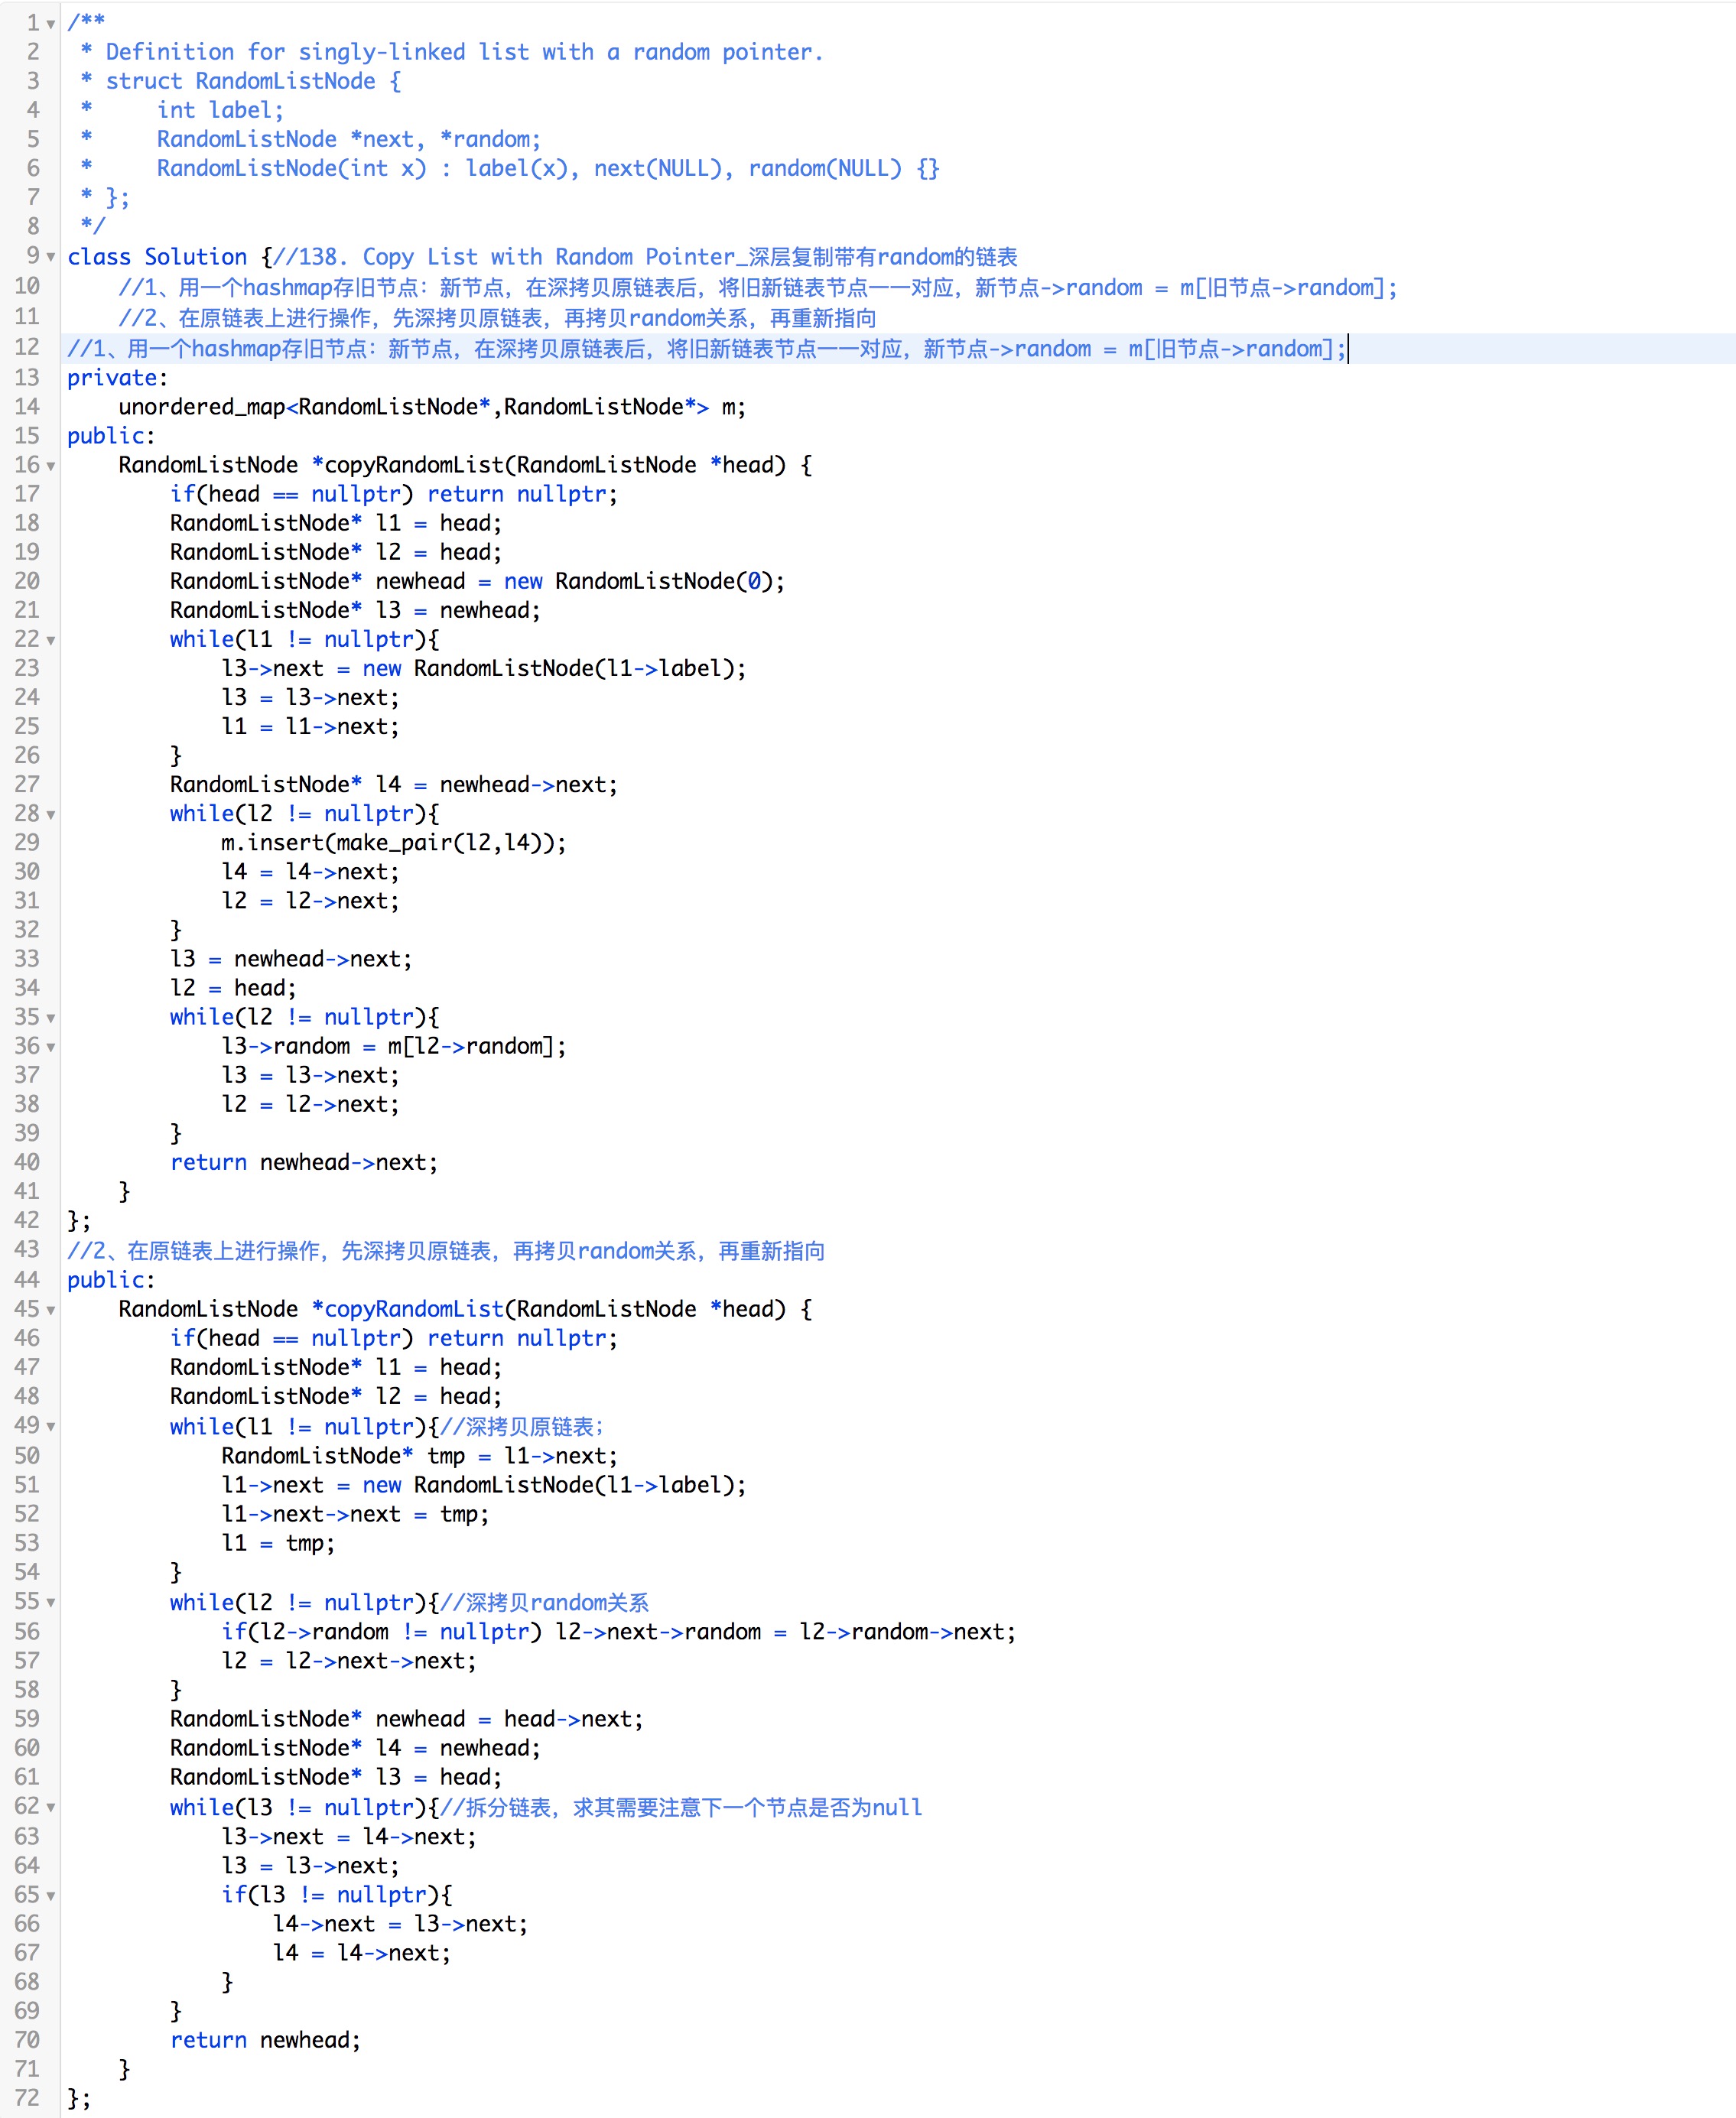 1 /**
2 * Definition for singly-linked list with a random pointer.
3 * struct RandomListNode {
4 *     int label;
5 *     RandomListNode *next, *random;
6 *     RandomListNode(int x) : label(x), next(NULL), random(NULL) {}
7 * };
8 */
9 class Solution {//138. Copy List with Random Pointer_深层复制带有random的链表
10     //1、用一个hashmap存旧节点：新节点，在深拷贝原链表后，将旧新链表节点一一对应，新节点->random = m[旧节点->random];
11     //2、在原链表上进行操作，先深拷贝原链表，再拷贝random关系，再重新指向
12 //1、用一个hashmap存旧节点：新节点，在深拷贝原链表后，将旧新链表节点一一对应，新节点->random = m[旧节点->random];
13 private:
14     unordered_map<RandomListNode*,RandomListNode*> m;
15 public:
16     RandomListNode *copyRandomList(RandomListNode *head) {
17         if(head == nullptr) return nullptr;
18         RandomListNode* l1 = head;
19         RandomListNode* l2 = head;
20         RandomListNode* newhead = new RandomListNode(0);
21         RandomListNode* l3 = newhead;
22         while(l1 != nullptr){
23             l3->next = new RandomListNode(l1->label);
24             l3 = l3->next;
25             l1 = l1->next;
26         }
27         RandomListNode* l4 = newhead->next;
28         while(l2 != nullptr){
29             m.insert(make_pair(l2,l4));
30             l4 = l4->next;
31             l2 = l2->next;
32         }
33         l3 = newhead->next;
34         l2 = head;
35         while(l2 != nullptr){
36             l3->random = m[l2->random];
37             l3 = l3->next;
38             l2 = l2->next;
39         }
40         return newhead->next;
41     }
42 };
43 //2、在原链表上进行操作，先深拷贝原链表，再拷贝random关系，再重新指向
44 public:
45     RandomListNode *copyRandomList(RandomListNode *head) {
46         if(head == nullptr) return nullptr;
47         RandomListNode* l1 = head;
48         RandomListNode* l2 = head;
49         while(l1 != nullptr){//深拷贝原链表；
50             RandomListNode* tmp = l1->next;
51             l1->next = new RandomListNode(l1->label);
52             l1->next->next = tmp;
53             l1 = tmp;
54         }
55         while(l2 != nullptr){//深拷贝random关系
56             if(l2->random != nullptr) l2->next->random = l2->random->next;
57             l2 = l2->next->next;
58         }
59         RandomListNode* newhead = head->next;
60         RandomListNode* l4 = newhead;
61         RandomListNode* l3 = head;
62         while(l3 != nullptr){//拆分链表，求其需要注意下一个节点是否为null
63             l3->next = l4->next;
64             l3 = l3->next;
65             if(l3 != nullptr){
66                 l4->next = l3->next;
67                 l4 = l4->next;
68             }
69         }
70         return newhead;
71     }
72 };